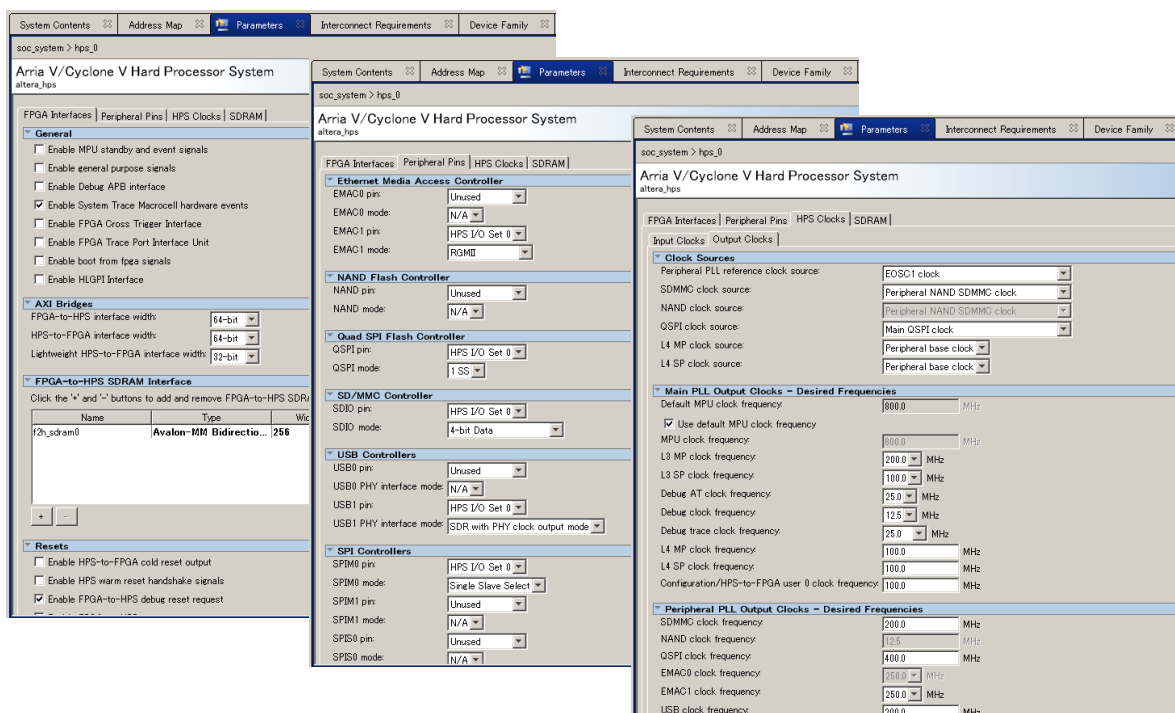 System Contents Address Map Parameters Interconnect Requirements Device Family
soc_system > hps_0
Arria V/Cyclone V Hard Processor System
altera_hps
FPGA Interfaces Peripheral Pins HPS Clocks SDRAM
General
Enable MPU standby and event signals
Enable general purpose signals
Enable Debug APB interface
Enable System Trace Macrocell hardware events
Enable FPGA Cross Trigger Interface
Enable FPGA Trace Port Interface Unit
Enable boot from fpga signals
Enable HLGPI Interface
AXI Bridges
FPGA-to-HPS interface width: 64-bit
HPS-to-FPGA interface width: 64-bit
Lightweight HPS-to-FPGA interface width: 32-bit
FPGA-to-HPS SDRAM Interface
Click the '+' and '-' buttons to add and remove FPGA-to-HPS SDRA
Name Type Wid
f2h_sdram0 Avalon-MM Bidirectio... 256
+ -
Resets
Enable HPS-to-FPGA cold reset output
Enable HPS warm reset handshake signals
Enable FPGA-to-HPS debug reset request
System Contents Address Map Parameters Interconnect Requirements Device Family
soc_system > hps_0
Arria V/Cyclone V Hard Processor System
altera_hps
FPGA Interfaces Peripheral Pins HPS Clocks SDRAM
Ethernet Media Access Controller
EMAC0 pin: Unused
EMAC0 mode: N/A
EMAC1 pin: HPS I/O Set 0
EMAC1 mode: RGMII
NAND Flash Controller
NAND pin: Unused
NAND mode: N/A
Quad SPI Flash Controller
QSPI pin: HPS I/O Set 0
QSPI mode: 1 SS
SD/MMC Controller
SDIO pin: HPS I/O Set 0
SDIO mode: 4-bit Data
USB Controllers
USB0 pin: Unused
USB0 PHY interface mode: N/A
USB1 pin: HPS I/O Set 0
USB1 PHY interface mode: SDR with PHY clock output mode
SPI Controllers
SPIM0 pin: HPS I/O Set 0
SPIM0 mode: Single Slave Select
SPIM1 pin: Unused
SPIM1 mode: N/A
SPIS0 pin: Unused
SPIS0 mode: N/A
System Contents Address Map Parameters Interconnect Requirements Device Family
soc_system > hps_0
Arria V/Cyclone V Hard Processor System
altera_hps
FPGA Interfaces Peripheral Pins HPS Clocks SDRAM
Input Clocks Output Clocks
Clock Sources
Peripheral PLL reference clock source: EOSC1 clock
SDMMC clock source: Peripheral NAND SDMMC clock
NAND clock source: Peripheral NAND SDMMC clock
QSPI clock source: Main QSPI clock
L4 MP clock source: Peripheral base clock
L4 SP clock source: Peripheral base clock
Main PLL Output Clocks - Desired Frequencies
Default MPU clock frequency: 800.0 MHz
Use default MPU clock frequency
MPU clock frequency: 800.0 MHz
L3 MP clock frequency: 200.0 MHz
L3 SP clock frequency: 100.0 MHz
Debug AT clock frequency: 25.0 MHz
Debug clock frequency: 12.5 MHz
Debug trace clock frequency: 25.0 MHz
L4 MP clock frequency: 100.0 MHz
L4 SP clock frequency: 100.0 MHz
Configuration/HPS-to-FPGA user 0 clock frequency: 100.0 MHz
Peripheral PLL Output Clocks - Desired Frequencies
SDMMC clock frequency: 200.0 MHz
NAND clock frequency: 12.5 MHz
QSPI clock frequency: 400.0 MHz
EMAC0 clock frequency: 250.0 MHz
EMAC1 clock frequency: 250.0 MHz
USB clock frequency: 200.0 MHz